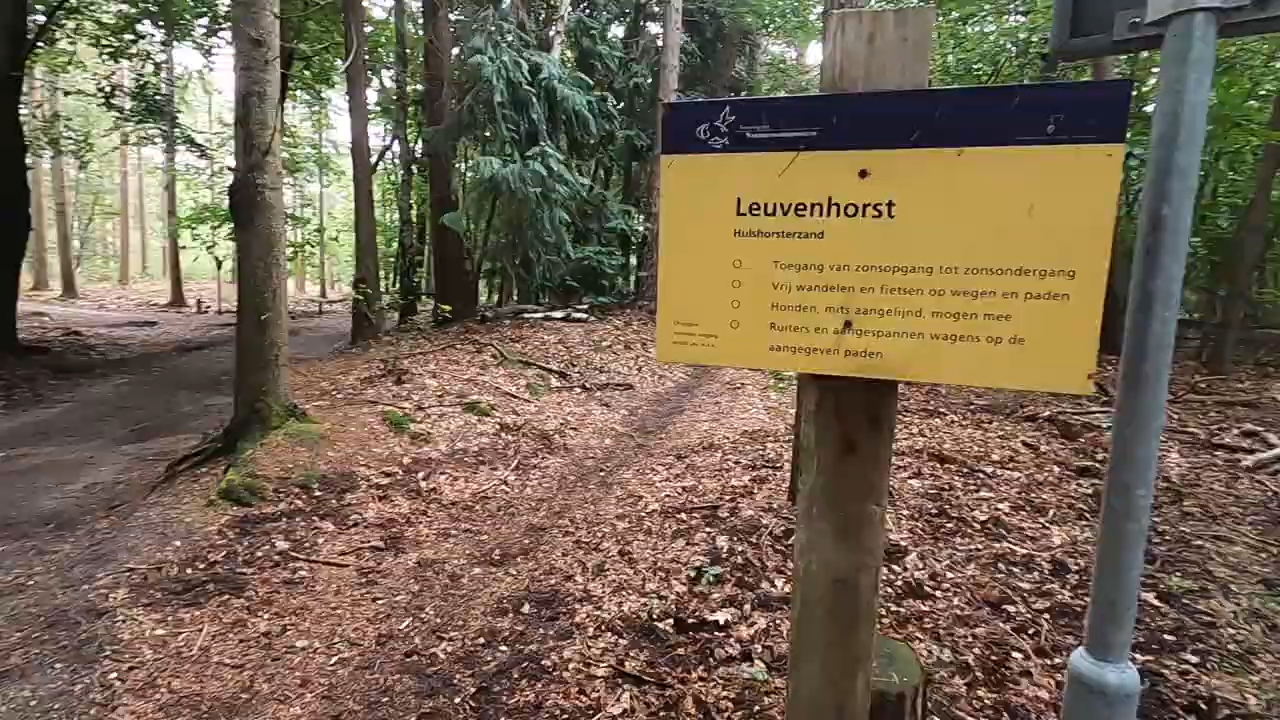 Leuvenhorst
Hulshorsterzand
Toegang van zonsopgang tot zonsondergang
Vrij wandelen en fietsen op wegen en paden
Honden, mits aangelijnd, mogen mee
Ruiters en aangespannen wagens op de
aangegeven paden